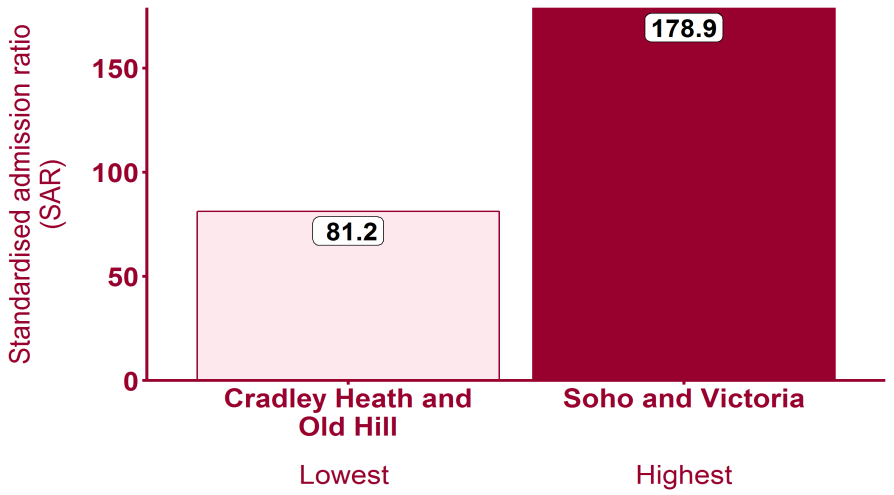 Standardised admission ratio
(SAR)
150
100
50
0
81.2
178.9
Cradley Heath and
Old Hill
Soho and Victoria
Lowest
Highest